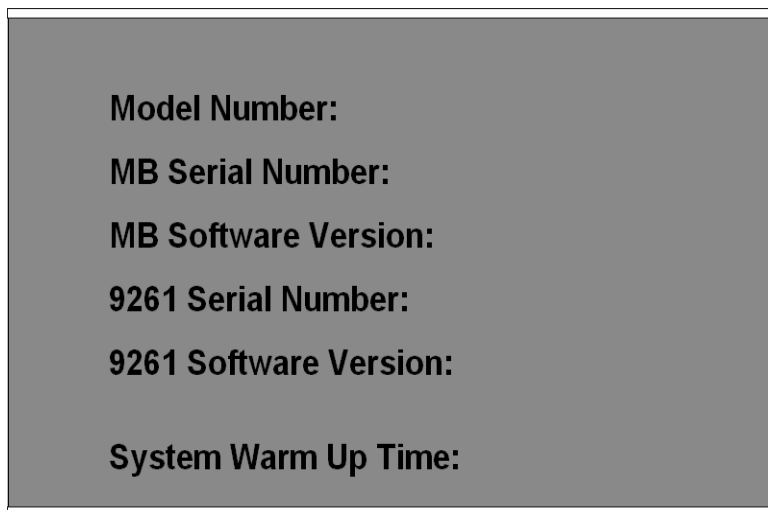 Model Number:
MB Serial Number:
MB Software Version:
9261 Serial Number:
9261 Software Version:
System Warm Up Time: